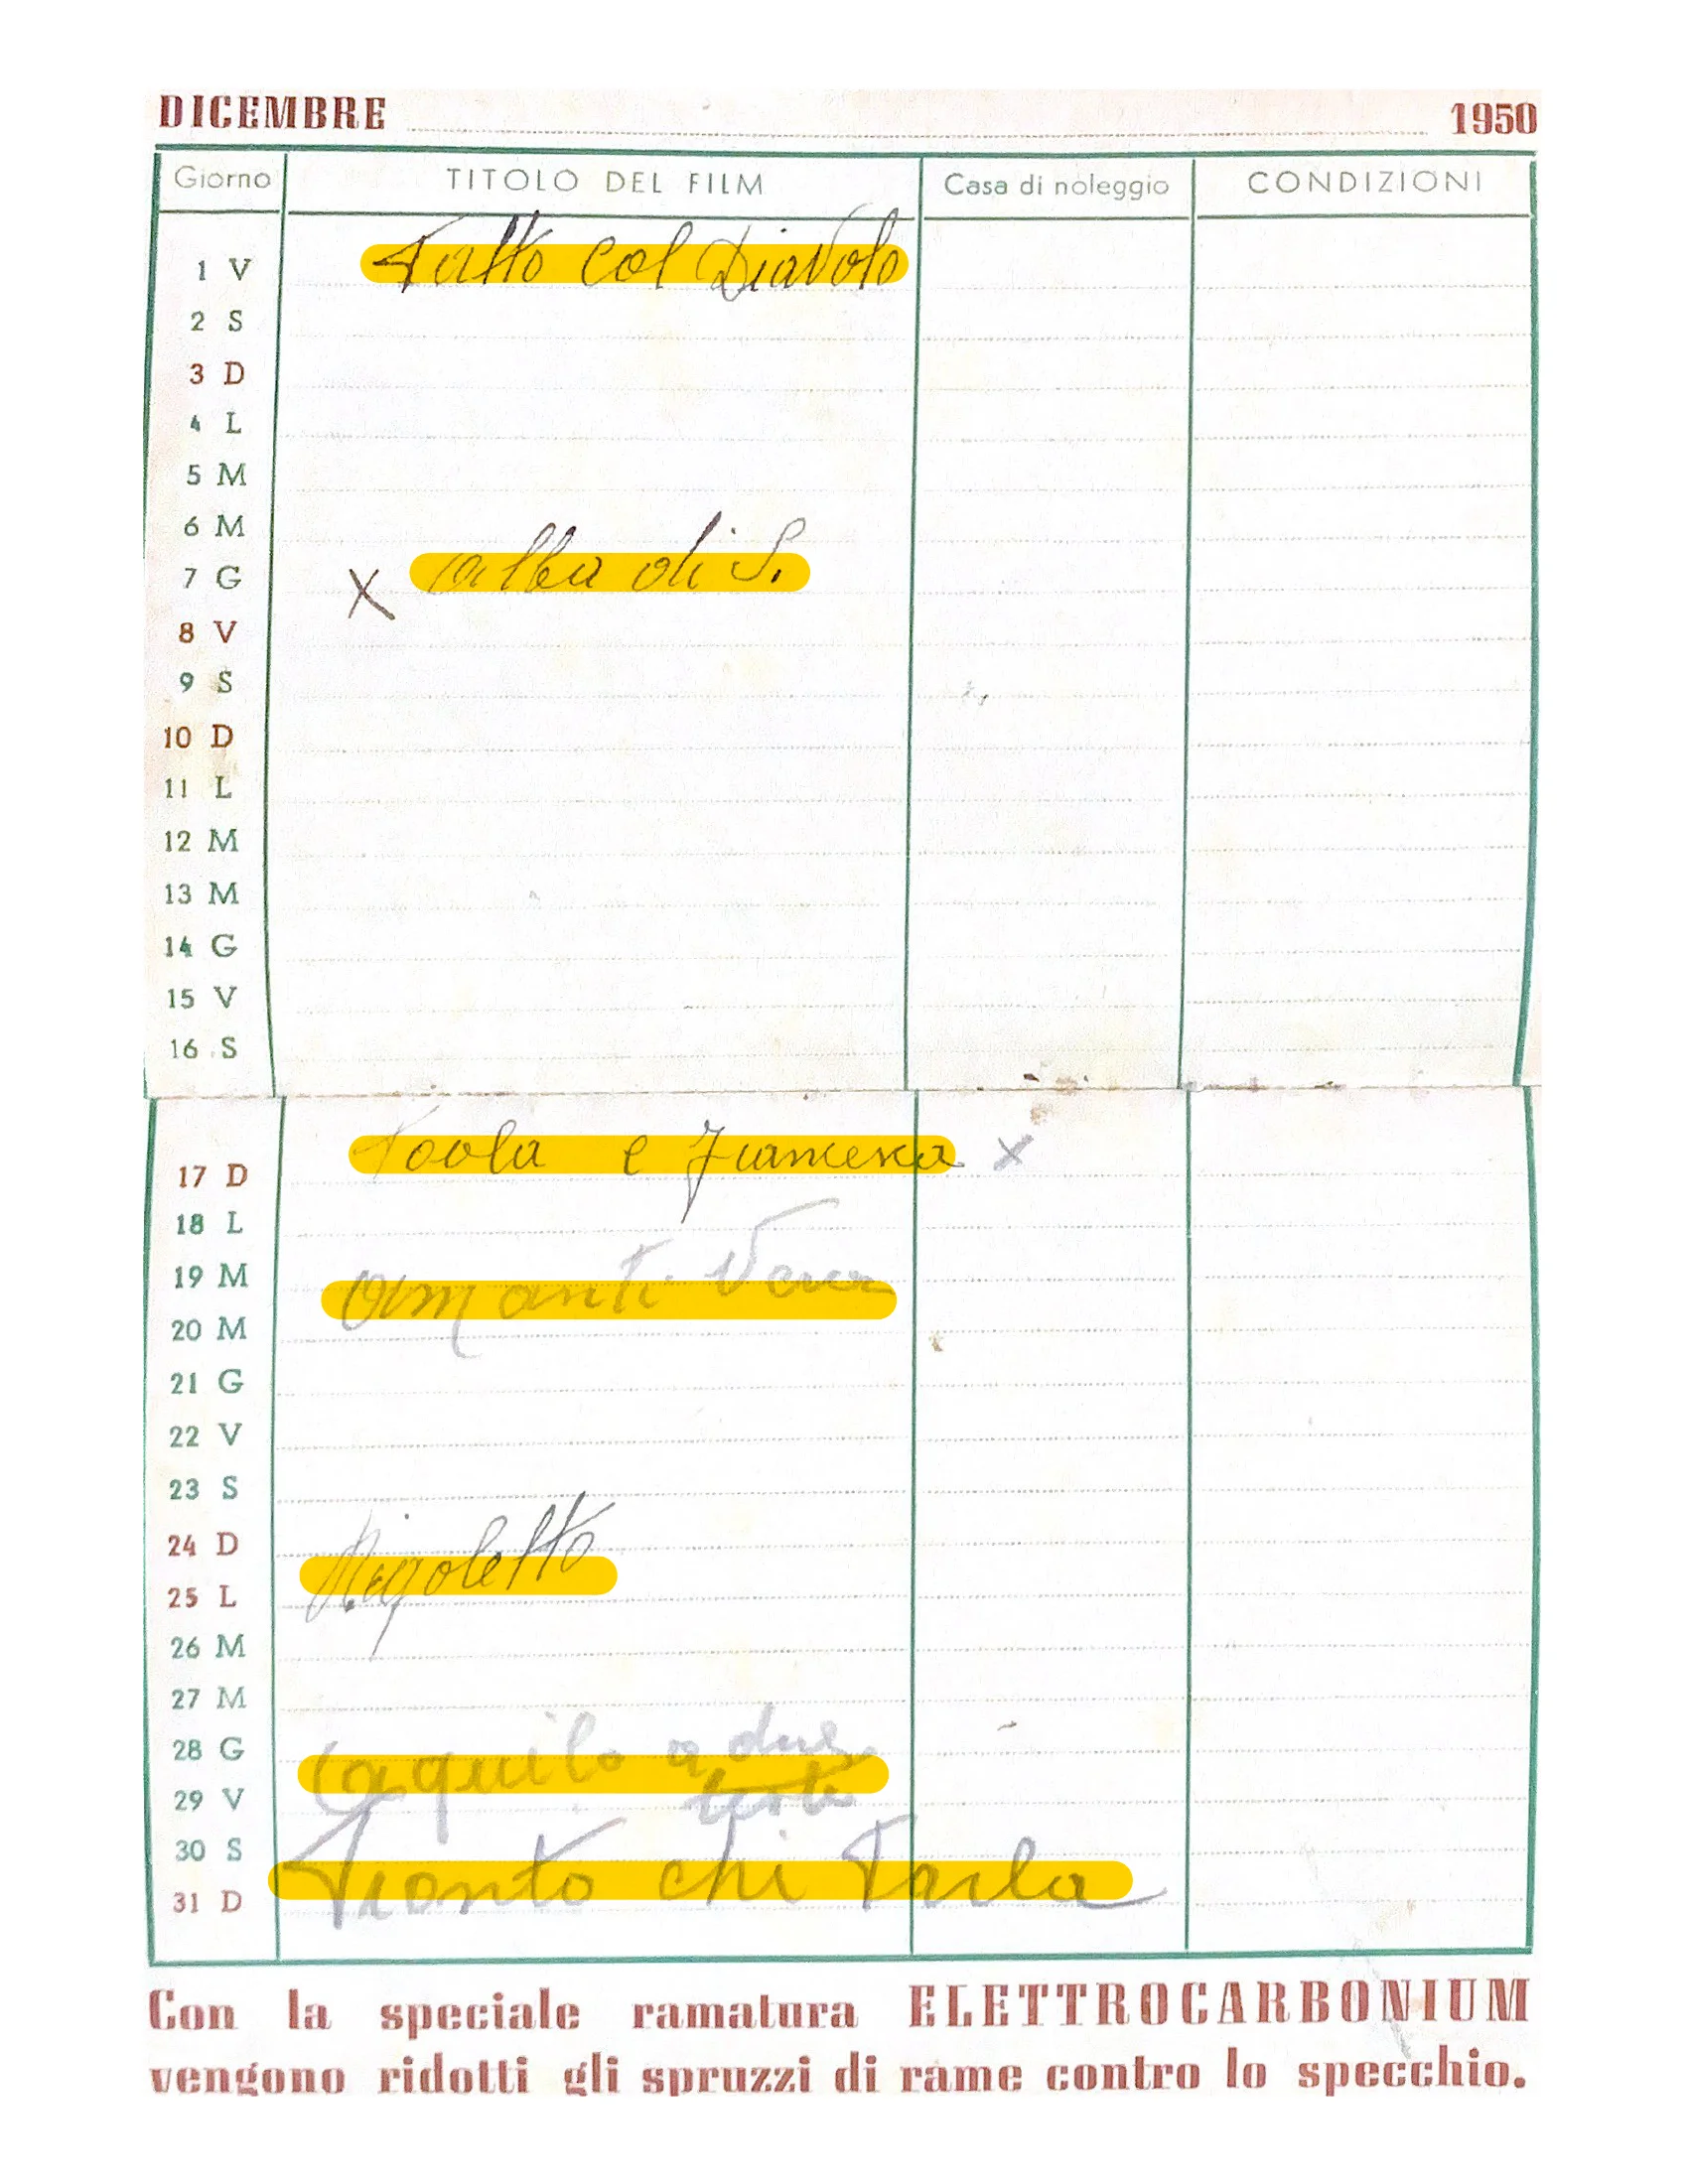 DICEMBRE 1950
Giorno TITOLO DEL FILM Casa di noleggio CONDIZIONI
1 V Patto col Diavolo
2 S
3 D
4 L
5 M
6 M
7 G X alba di S.
8 V
9 S
10 D
11 L
12 M
13 M
14 G
15 V
16 S
17 D Paola e Francesca X
18 L
19 M amanti
20 M
21 G
22 V
23 S
24 D Rigoletto
25 L
26 M
27 M
28 G L'aquila a due
29 V teste
30 S
31 D Pronto chi Parla
Con la speciale ramatura ELETTROCARBONIUM
vengono ridotti gli spruzzi di rame contro lo specchio.